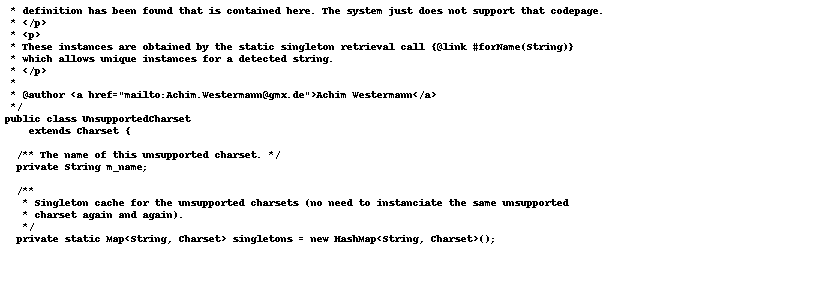 * definition has been found that is contained here. The system just does not support that codepage.
* </p>
* <p>
* These instances are obtained by the static singleton retrieval call {@link #forName(String)}
* which allows unique instances for a detected string.
* </p>
*
* @author <a href="mailto:Achim.Westermann@gmx.de">Achim Westermann</a>
*/
public class UnsupportedCharset
extends Charset {
/** The name of this unsupported charset. */
private String m_name;
/**
* Singleton cache for the unsupported charsets (no need to instanciate the same unsupported
* charset again and again).
*/
private static Map<String, Charset> singletons = new HashMap<String, Charset>();